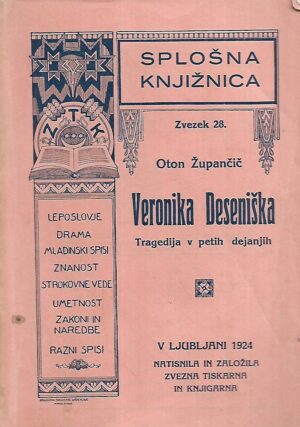 SPLOŠNA
KNJIŽNICA
Zvezek 28.
Oton Župančič
Veronika Deseniška
Tragedija v petih dejanjih
V LJUBLJANI 1924
NATISNILA IN ZALOŽILA
ZVEZNA TISKARNA
IN KNJIGARNA
ZTK
LEPOSLOVJE
DRAMA
MLADINSKI SPISI
ZNANOST
STROKOVNE VEDE
UMETNOST
ZAKONI IN
NAREDBE
RAZNI SPISI